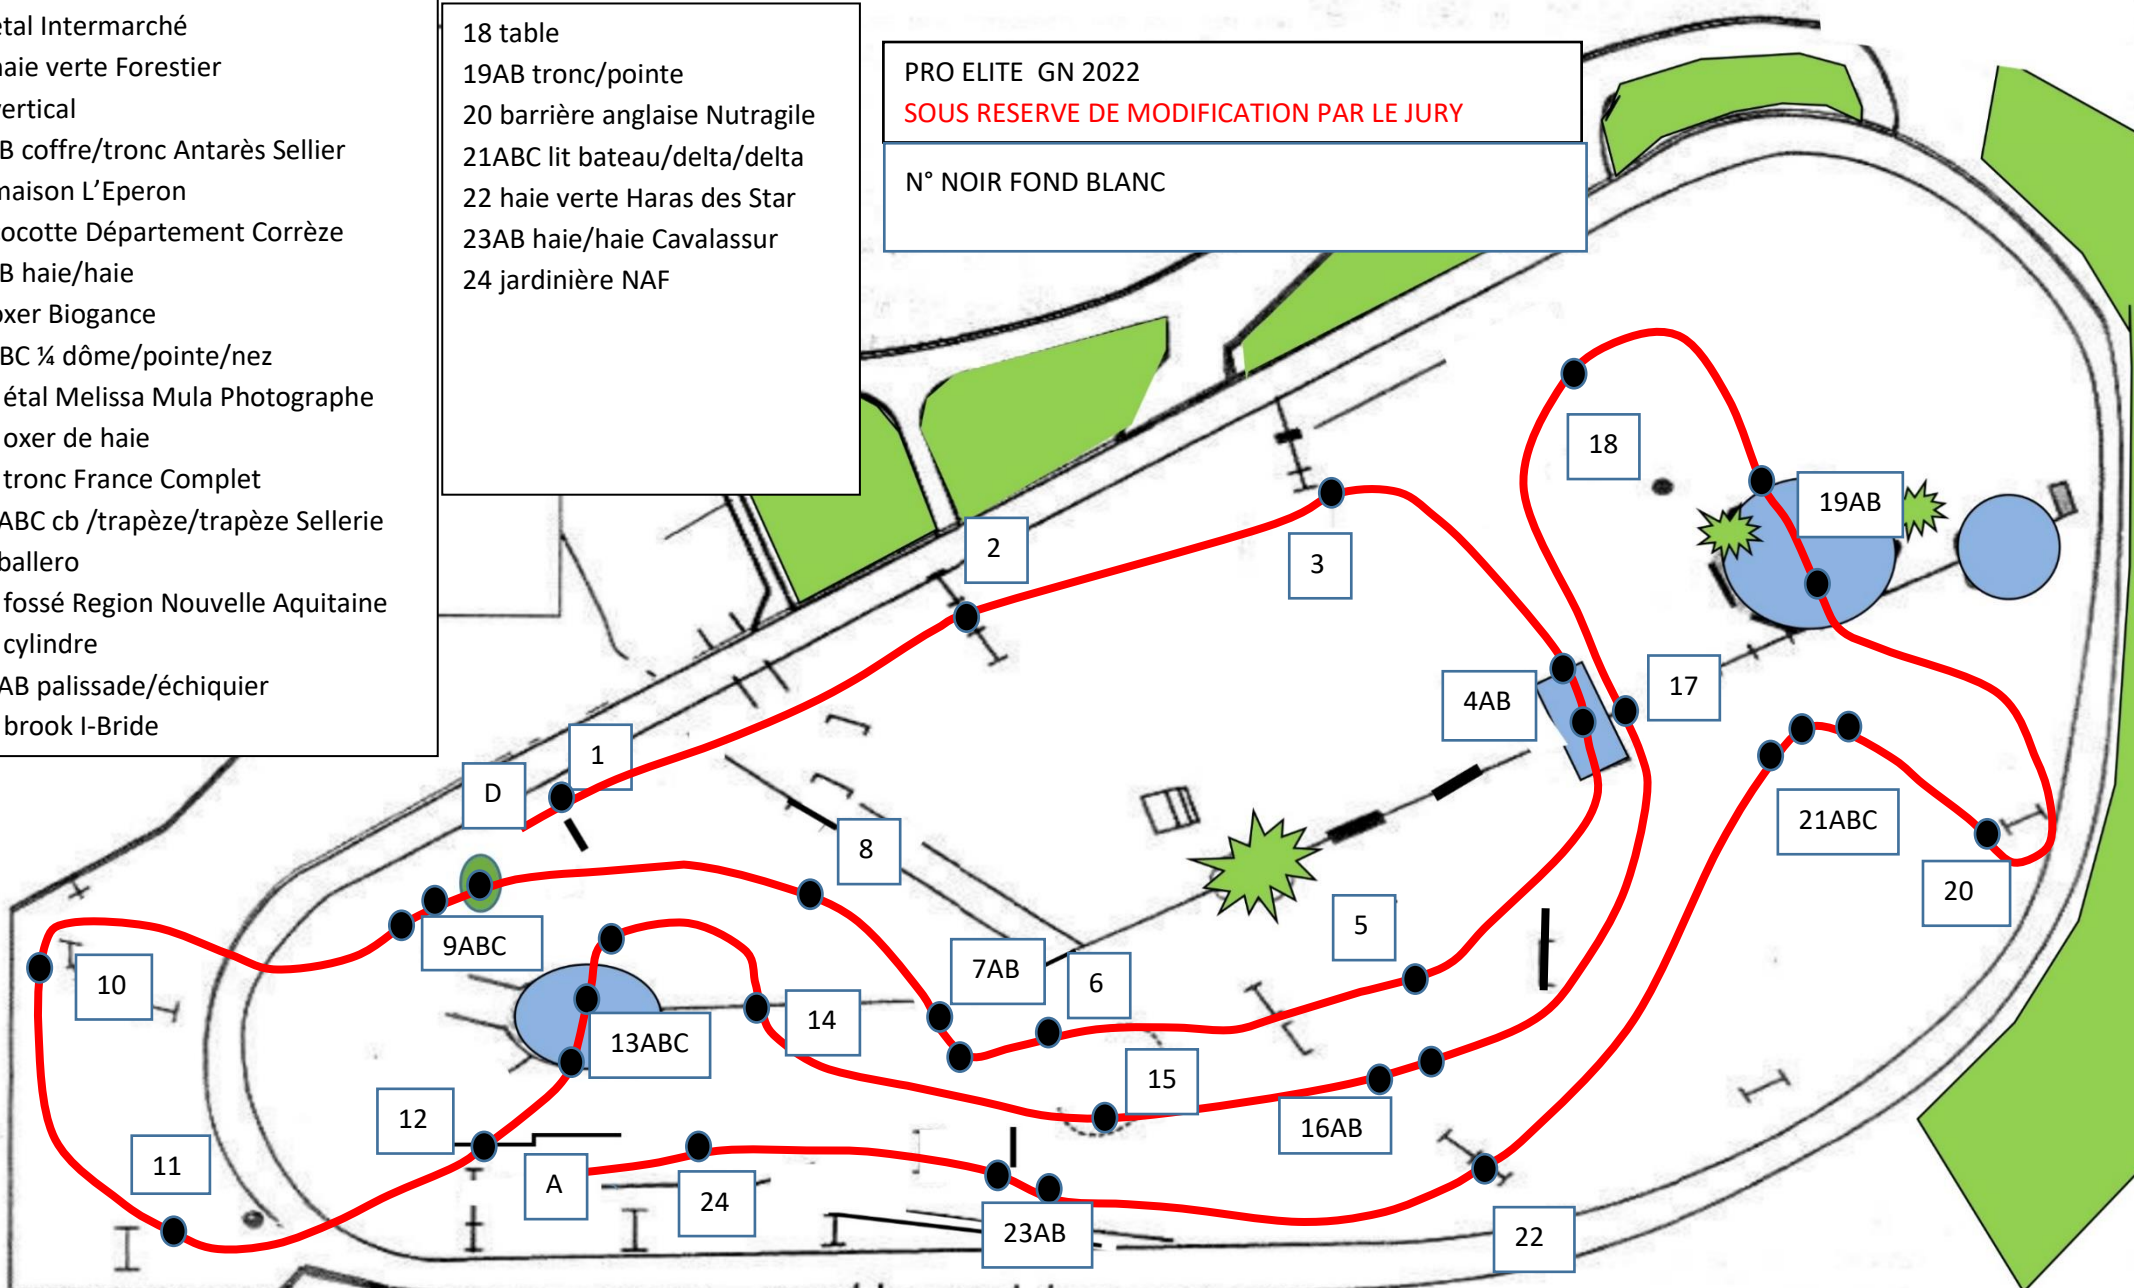 étal Intermarché
haie verte Forestier
vertical
B coffre/tronc Antarès Sellier
maison L’Eperon
ocotte Département Corrèze
B haie/haie
oxer Biogance
BC ¼ dôme/pointe/nez
étal Melissa Mula Photographe
oxer de haie
tronc France Complet
ABC cb /trapèze/trapèze Sellerie
ballero
fossé Region Nouvelle Aquitaine
cylindre
AB palissade/échiquier
brook I-Bride
18 table
19AB tronc/pointe
20 barrière anglaise Nutragile
21ABC lit bateau/delta/delta
22 haie verte Haras des Star
23AB haie/haie Cavalassur
24 jardinière NAF
PRO ELITE GN 2022
SOUS RESERVE DE MODIFICATION PAR LE JURY
N° NOIR FOND BLANC
18
19AB
2
3
17
4AB
1
D
8
21ABC
20
5
9ABC
7AB
6
10
14
13ABC
15
12
16AB
11
A
24
23AB
22